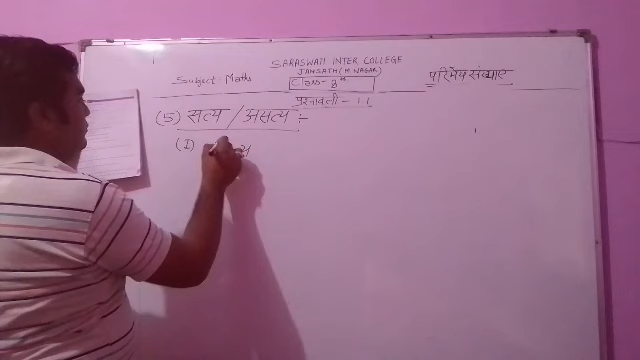 SARASWATI INTER COLLEGE
JANSATH (M. NAGAR)
Subject - Maths
Class - 8th
परिमेय संख्याएं
प्रश्नावली - 1.1
(5) सत्य / असत्य :-
(I)